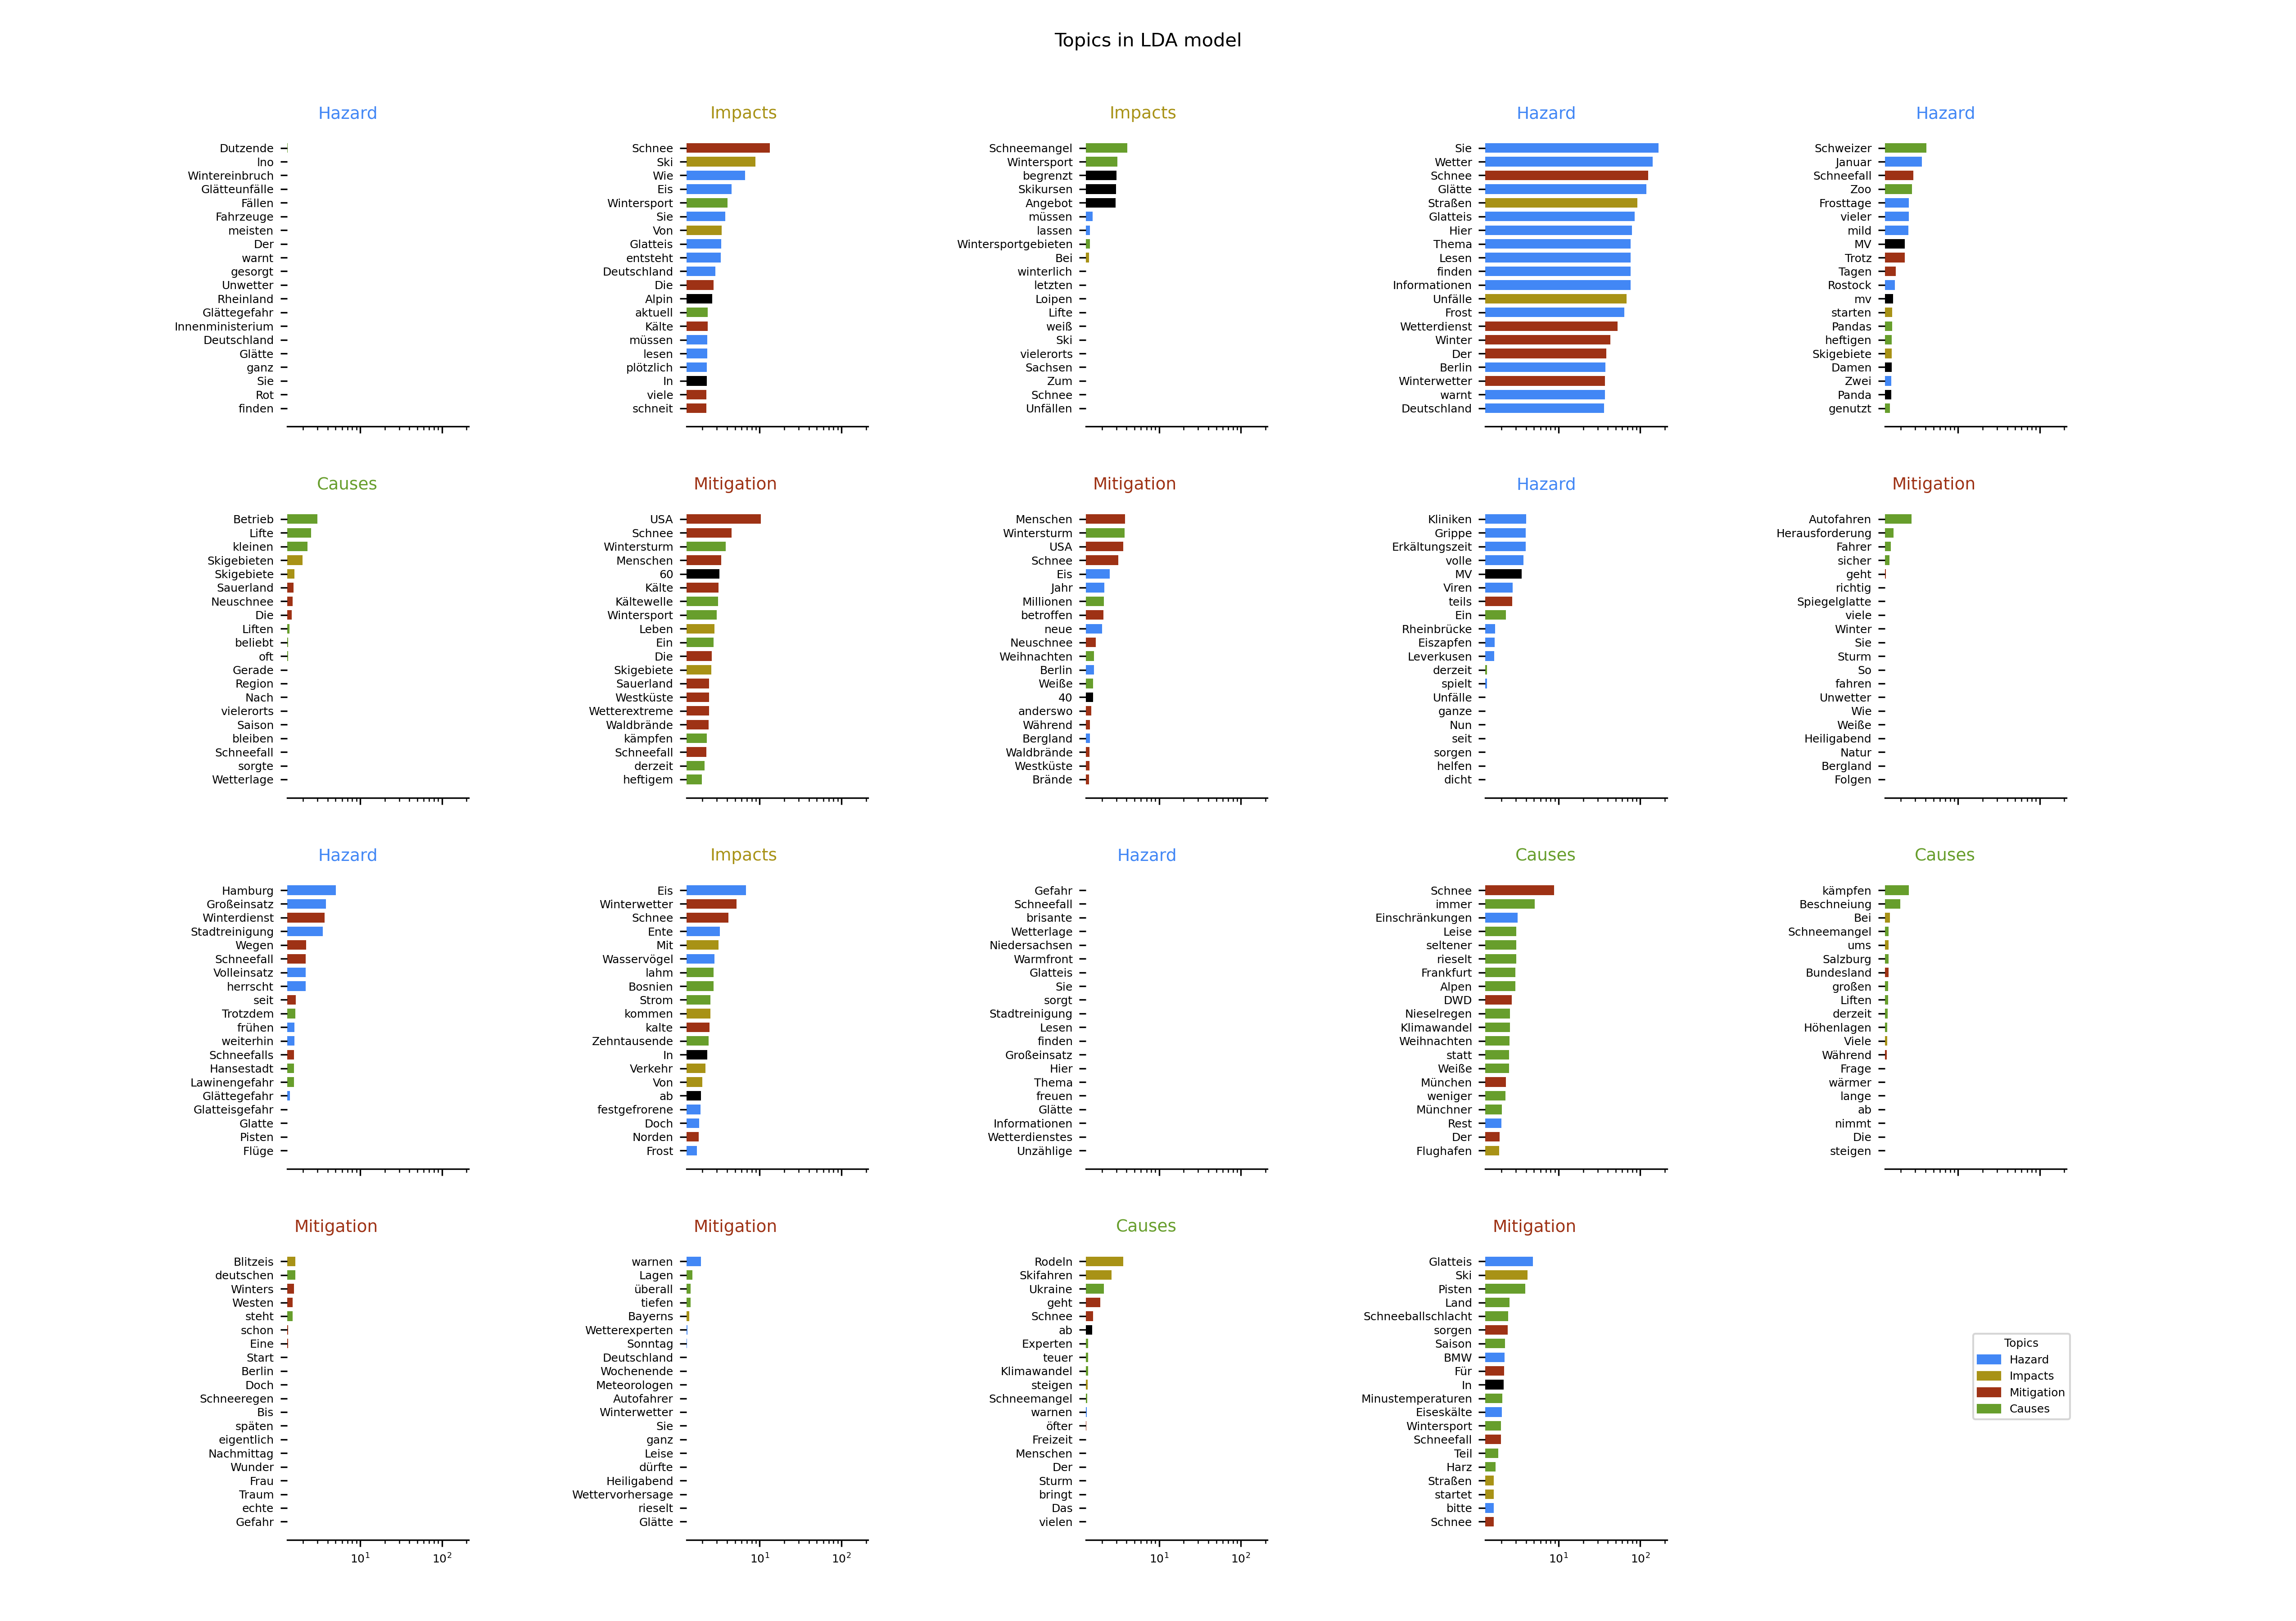 Topics in LDA model
Hazard
Dutzende
Ino
Wintereinbruch
Glätteunfälle
Fällen
Fahrzeuge
meisten
Der
warnt
gesorgt
Unwetter
Rheinland
Glättegefahr
Innenministerium
Deutschland
Glätte
ganz
Sie
Rot
finden
Impacts
Schnee
Ski
Wie
Eis
Wintersport
Sie
Von
Glatteis
entsteht
Deutschland
Die
Alpin
aktuell
Kälte
müssen
lesen
plötzlich
In
viele
schneit
Impacts
Schneemangel
Wintersport
begrenzt
Skikursen
Angebot
müssen
lassen
Wintersportgebieten
Bei
winterlich
letzten
Loipen
Lifte
weiß
Ski
vielerorts
Sachsen
Zum
Schnee
Unfällen
Hazard
Sie
Wetter
Schnee
Glätte
Straßen
Glatteis
Hier
Thema
Lesen
finden
Informationen
Unfälle
Frost
Wetterdienst
Winter
Der
Berlin
Winterwetter
warnt
Deutschland
Hazard
Schweizer
Januar
Schneefall
Zoo
Frosttage
vieler
mild
MV
Trotz
Tagen
Rostock
mv
starten
Pandas
heftigen
Skigebiete
Damen
Zwei
Panda
genutzt
Causes
Betrieb
Lifte
kleinen
Skigebieten
Skigebiete
Sauerland
Neuschnee
Die
Liften
beliebt
oft
Gerade
Region
Nach
vielerorts
Saison
bleiben
Schneefall
sorgte
Wetterlage
Mitigation
USA
Schnee
Wintersturm
Menschen
60
Kälte
Kältewelle
Wintersport
Leben
Ein
Die
Skigebiete
Sauerland
Westküste
Wetterextreme
Waldbrände
kämpfen
Schneefall
derzeit
heftigem
Mitigation
Menschen
Wintersturm
USA
Schnee
Eis
Jahr
Millionen
betroffen
neue
Neuschnee
Weihnachten
Berlin
Weiße
40
anderswo
Während
Bergland
Waldbrände
Westküste
Brände
Hazard
Kliniken
Grippe
Erkältungszeit
volle
MV
Viren
teils
Ein
Rheinbrücke
Eiszapfen
Leverkusen
derzeit
spielt
Unfälle
ganze
Nun
seit
sorgen
helfen
dicht
Mitigation
Autofahren
Herausforderung
Fahrer
sicher
geht
richtig
Spiegelglatte
viele
Winter
Sie
Sturm
So
fahren
Unwetter
Wie
Weiße
Heiligabend
Natur
Bergland
Folgen
Hazard
Hamburg
Großeinsatz
Winterdienst
Stadtreinigung
Wegen
Schneefall
Volleinsatz
herrscht
seit
Trotzdem
frühen
weiterhin
Schneefalls
Hansestadt
Lawinengefahr
Glättegefahr
Glatteisgefahr
Glatte
Pisten
Flüge
Impacts
Eis
Winterwetter
Schnee
Ente
Mit
Wasservögel
lahm
Bosnien
Strom
kommen
kalte
Zehntausende
In
Verkehr
Von
ab
festgefrorene
Doch
Norden
Frost
Hazard
Gefahr
Schneefall
brisante
Wetterlage
Niedersachsen
Warmfront
Glatteis
Sie
sorgt
Stadtreinigung
Lesen
finden
Großeinsatz
Hier
Thema
freuen
Glätte
Informationen
Wetterdienstes
Unzählige
Causes
Schnee
immer
Einschränkungen
Leise
seltener
rieselt
Frankfurt
Alpen
DWD
Nieselregen
Klimawandel
Weihnachten
statt
Weiße
München
weniger
Münchner
Rest
Der
Flughafen
Causes
kämpfen
Beschneiung
Bei
Schneemangel
ums
Salzburg
Bundesland
großen
Liften
derzeit
Höhenlagen
Viele
Während
Frage
wärmer
lange
ab
nimmt
Die
steigen
Mitigation
Blitzeis
deutschen
Winters
Westen
steht
schon
Eine
Start
Berlin
Doch
Schneeregen
Bis
späten
eigentlich
Nachmittag
Wunder
Frau
Traum
echte
Gefahr
10¹ 10²
Mitigation
warnen
Lagen
überall
tiefen
Bayerns
Wetterexperten
Sonntag
Deutschland
Wochenende
Meteorologen
Autofahrer
Winterwetter
Sie
ganz
Leise
dürfte
Heiligabend
Wettervorhersage
rieselt
Glätte
10¹ 10²
Causes
Rodeln
Skifahren
Ukraine
geht
Schnee
ab
Experten
teuer
Klimawandel
steigen
Schneemangel
warnen
öfter
Freizeit
Menschen
Der
Sturm
bringt
Das
vielen
10¹ 10²
Mitigation
Glatteis
Ski
Pisten
Land
Schneeballschlacht
sorgen
Saison
BMW
Für
In
Minustemperaturen
Eiseskälte
Wintersport
Schneefall
Teil
Harz
Straßen
startet
bitte
Schnee
10¹ 10²
Topics
Hazard
Impacts
Mitigation
Causes